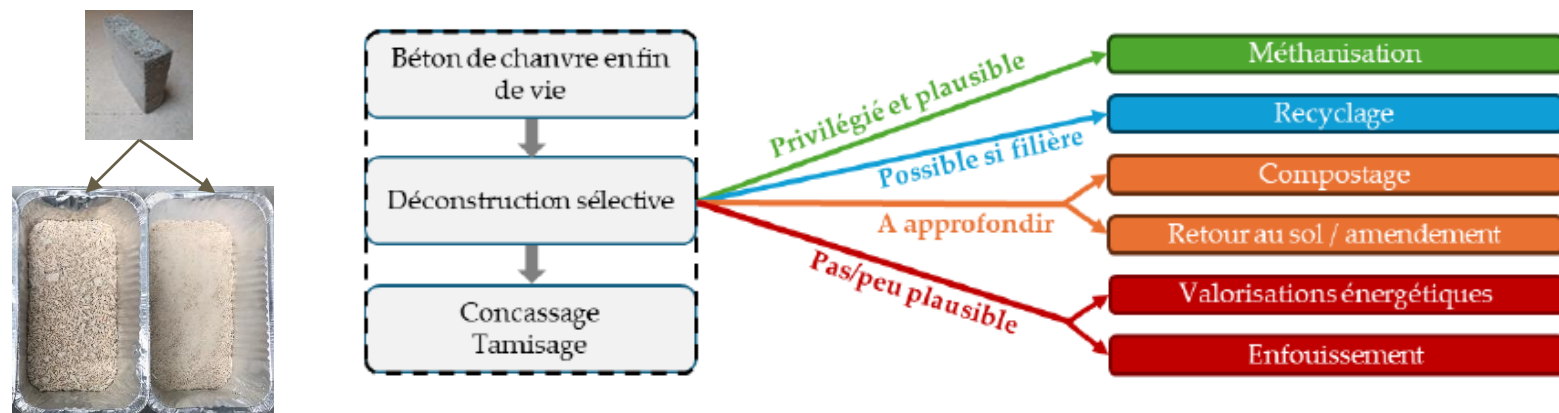 Béton de chanvre en fin
de vie
Déconstruction sélective
Concassage
Tamisage
Privilégié et plausible
Possible si filière
A approfondir
Pas/peu plausible
Méthanisation
Recyclage
Compostage
Retour au sol / amendement
Valorisations énergétiques
Enfouissement